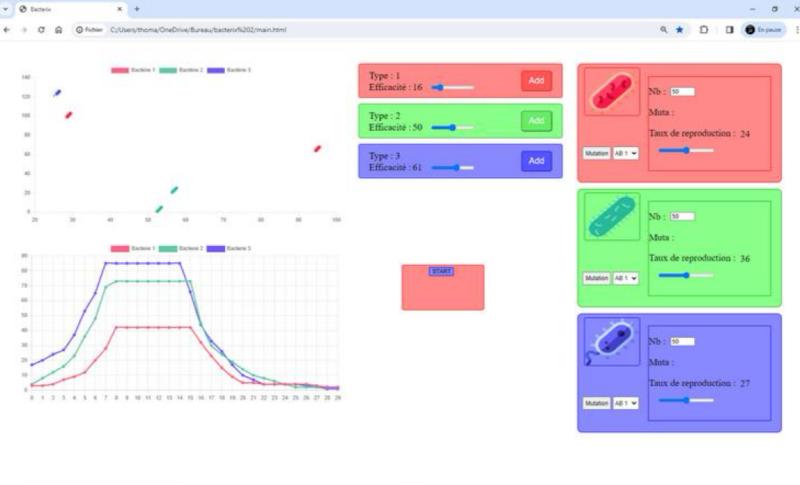 Bacterix
Fichier
C:/Users/thoma/OneDrive/Bureau/bacterix%202/main.html
En pause
Bacterie 1 Bacterie 2 Bacterie 3
140
120
100
80
60
40
20
0
20 30 40 50 60 70 80 90 100
Bacterie 1 Bacterie 2 Bacterie 3
90
80
70
60
50
40
30
20
10
0
0 1 2 3 4 5 6 7 8 9 10 11 12 13 14 15 16 17 18 19 20 21 22 23 24 25 26 27 28 29
Type : 1
Efficacité : 16
Add
Type : 2
Efficacité : 50
Add
Type : 3
Efficacité : 61
Add
START
Nb : 50
Muta :
Taux de reproduction : 24
Mutation AB 1
Nb : 50
Muta :
Taux de reproduction : 36
Mutation AB 1
Nb : 50
Muta :
Taux de reproduction : 27
Mutation AB 1